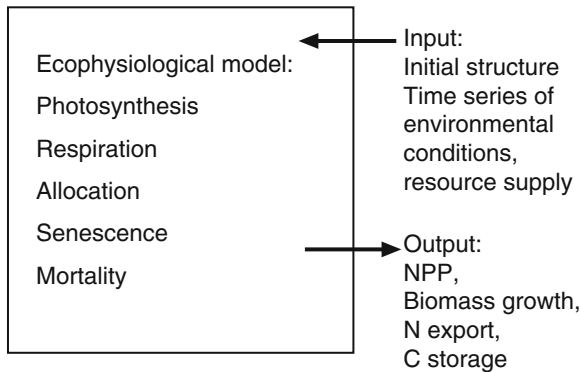 Ecophysiological model:
Photosynthesis
Respiration
Allocation
Senescence
Mortality
Input:
Initial structure
Time series of
environmental
conditions,
resource supply
Output:
NPP,
Biomass growth,
N export,
C storage